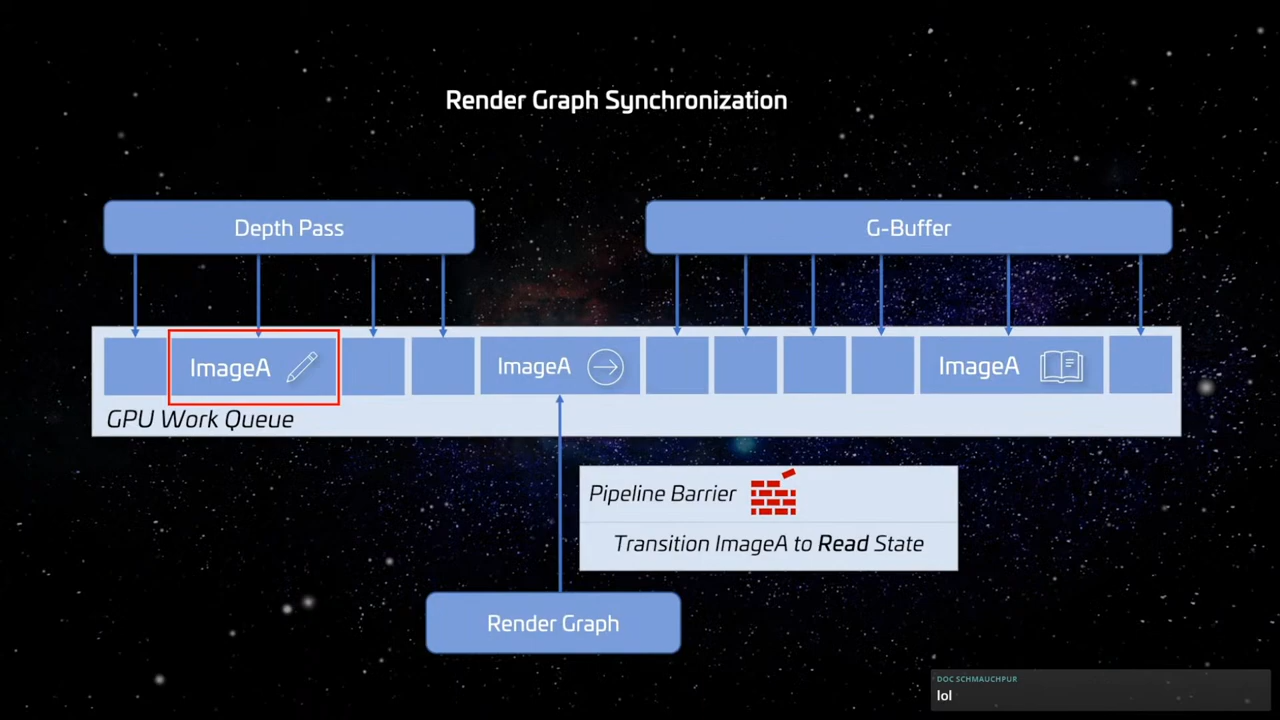 Render Graph Synchronization
Depth Pass
G-Buffer
ImageA
ImageA
ImageA
GPU Work Queue
Pipeline Barrier
Transition ImageA to Read State
Render Graph
DOC SCHMAUCHPUR
lol